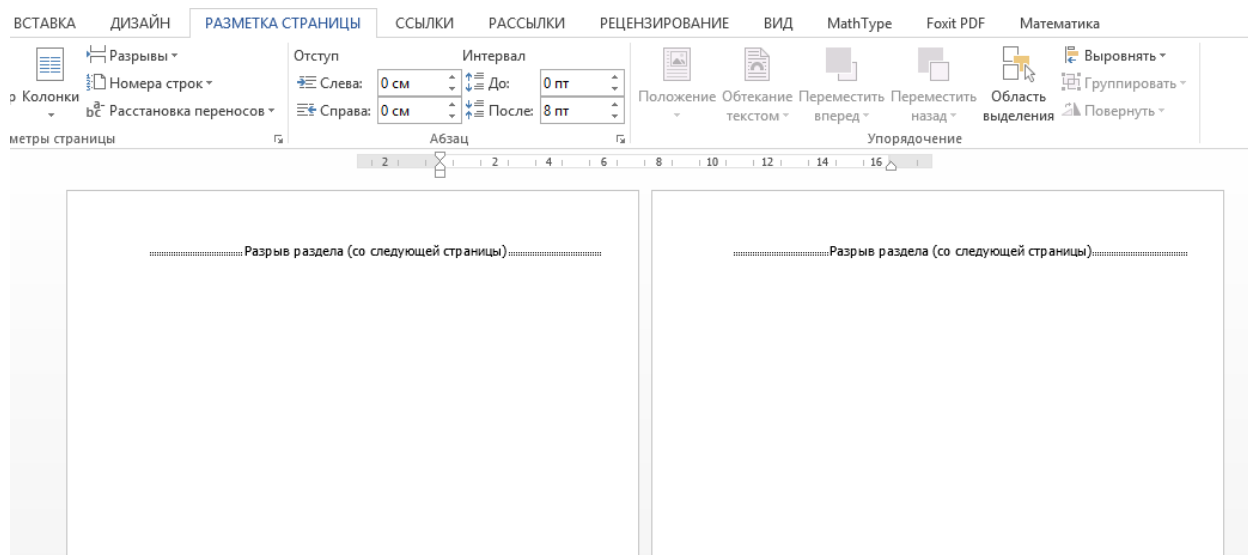 ВСТАВКА ДИЗАЙН РАЗМЕТКА СТРАНИЦЫ ССЫЛКИ РАССЫЛКИ РЕЦЕНЗИРОВАНИЕ ВИД MathType Foxit PDF Математика
Разрывы Отступ Интервал Выровнять
Номера строк Слева: 0 см До: 0 пт Группировать
Колонки Положение Обтекание Переместить Переместить Область
Расстановка переносов Справа: 0 см После: 8 пт текстом вперед назад выделения Повернуть
метры страницы Абзац Упорядочение
2 2 4 6 8 10 12 14 16
Разрыв раздела (со следующей страницы) Разрыв раздела (со следующей страницы)